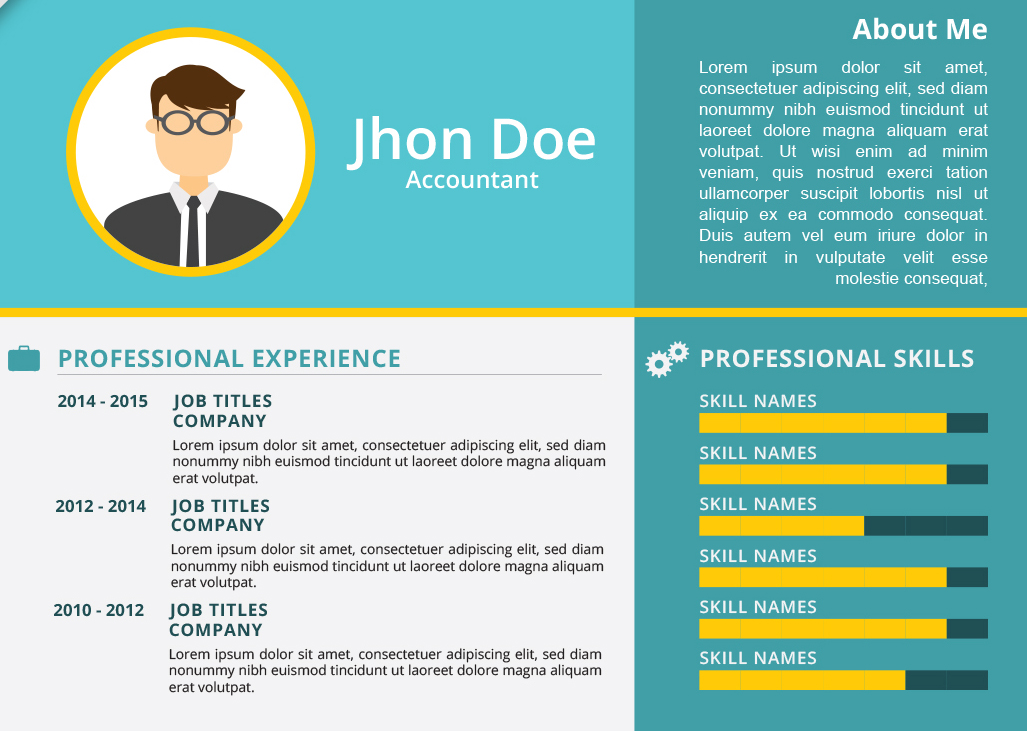 Jhon Doe
Accountant
About Me
Lorem ipsum dolor sit amet,
consectetuer adipiscing elit, sed diam
nonummy nibh euismod tincidunt ut
laoreet dolore magna aliquam erat
volutpat. Ut wisi enim ad minim
veniam, quis nostrud exerci tation
ullamcorper suscipit lobortis nisl ut
aliquip ex ea commodo consequat.
Duis autem vel eum iriure dolor in
hendrerit in vulputate velit esse
molestie consequat,
PROFESSIONAL EXPERIENCE
2014 - 2015 JOB TITLES
COMPANY
Lorem ipsum dolor sit amet, consectetuer adipiscing elit, sed diam
nonummy nibh euismod tincidunt ut laoreet dolore magna aliquam
erat volutpat.
2012 - 2014 JOB TITLES
COMPANY
Lorem ipsum dolor sit amet, consectetuer adipiscing elit, sed diam
nonummy nibh euismod tincidunt ut laoreet dolore magna aliquam
erat volutpat.
2010 - 2012 JOB TITLES
COMPANY
Lorem ipsum dolor sit amet, consectetuer adipiscing elit, sed diam
nonummy nibh euismod tincidunt ut laoreet dolore magna aliquam
erat volutpat.
PROFESSIONAL SKILLS
SKILL NAMES
SKILL NAMES
SKILL NAMES
SKILL NAMES
SKILL NAMES
SKILL NAMES